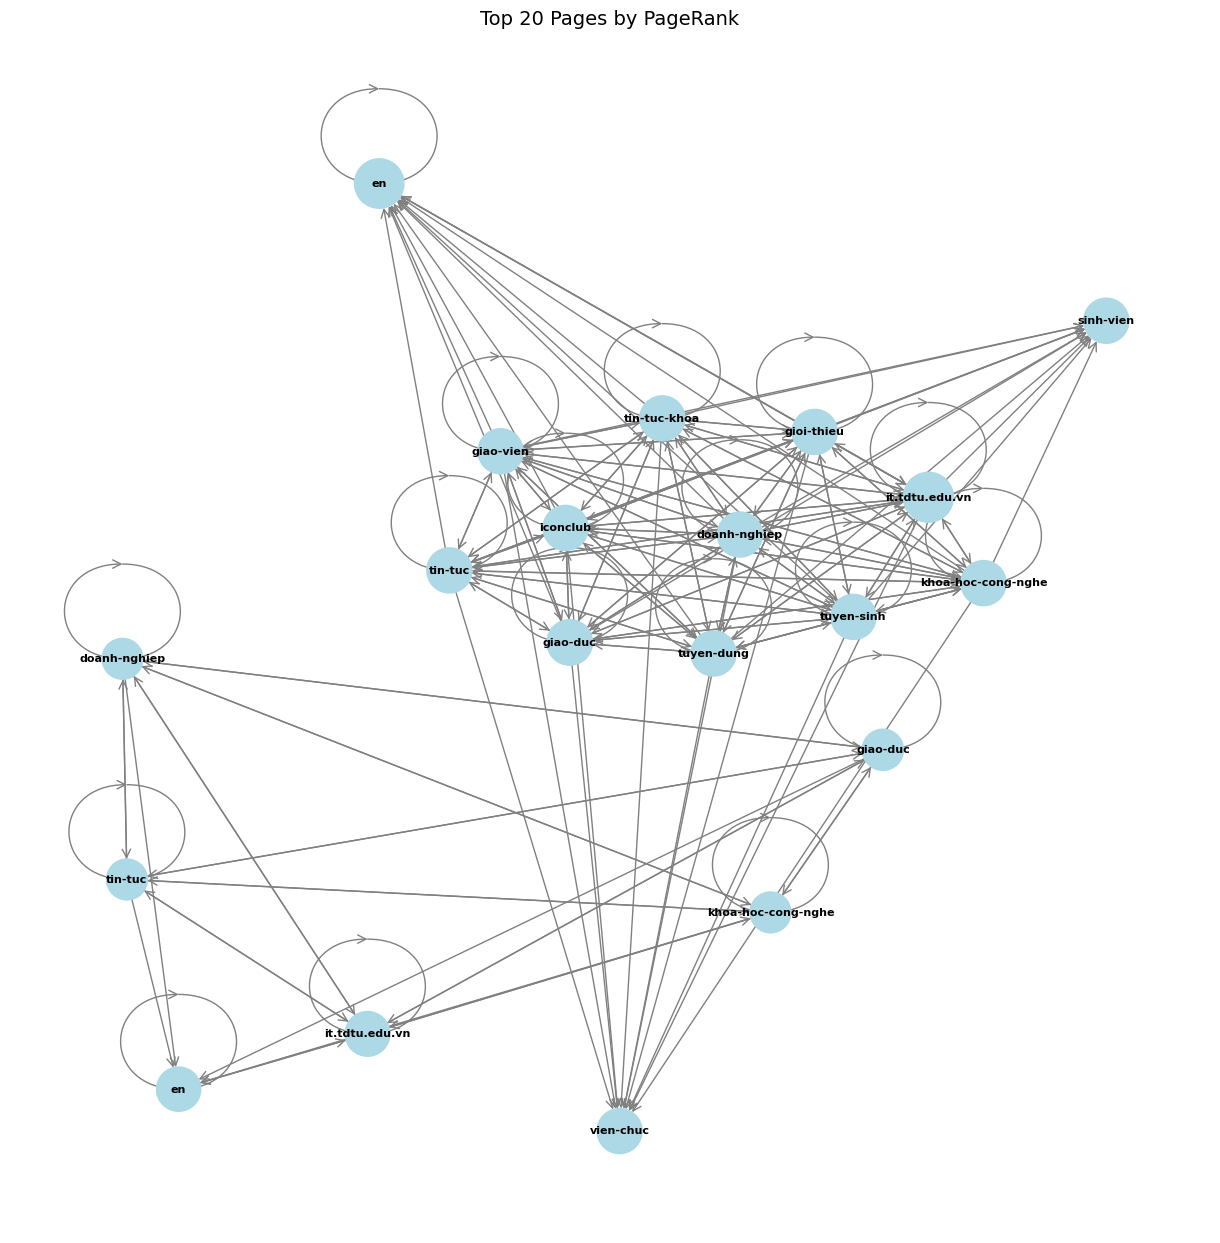 Top 20 Pages by PageRank
en
sinh-vien
tin-tuc-khoa
gioi-thieu
giao-vien
it.tdtu.edu.vn
iconclub
doanh-nghiep
tin-tuc
khoa-hoc-cong-nghe
tuyen-sinh
giao-duc
tuyen-dung
doanh-nghiep
giao-duc
tin-tuc
khoa-hoc-cong-nghe
it.tdtu.edu.vn
en
vien-chuc